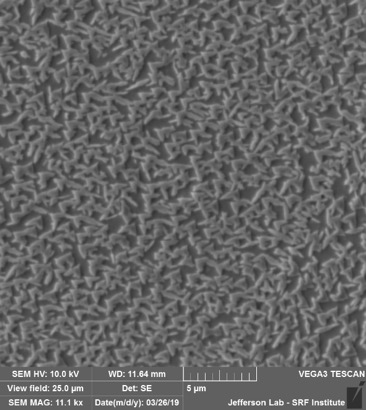 SEM HV: 10.0 kV WD: 11.64 mm VEGA3 TESCAN
View field: 25.0 µm Det: SE 5 µm
SEM MAG: 11.1 kx Date(m/d/y): 03/26/19 Jefferson Lab - SRF Institute